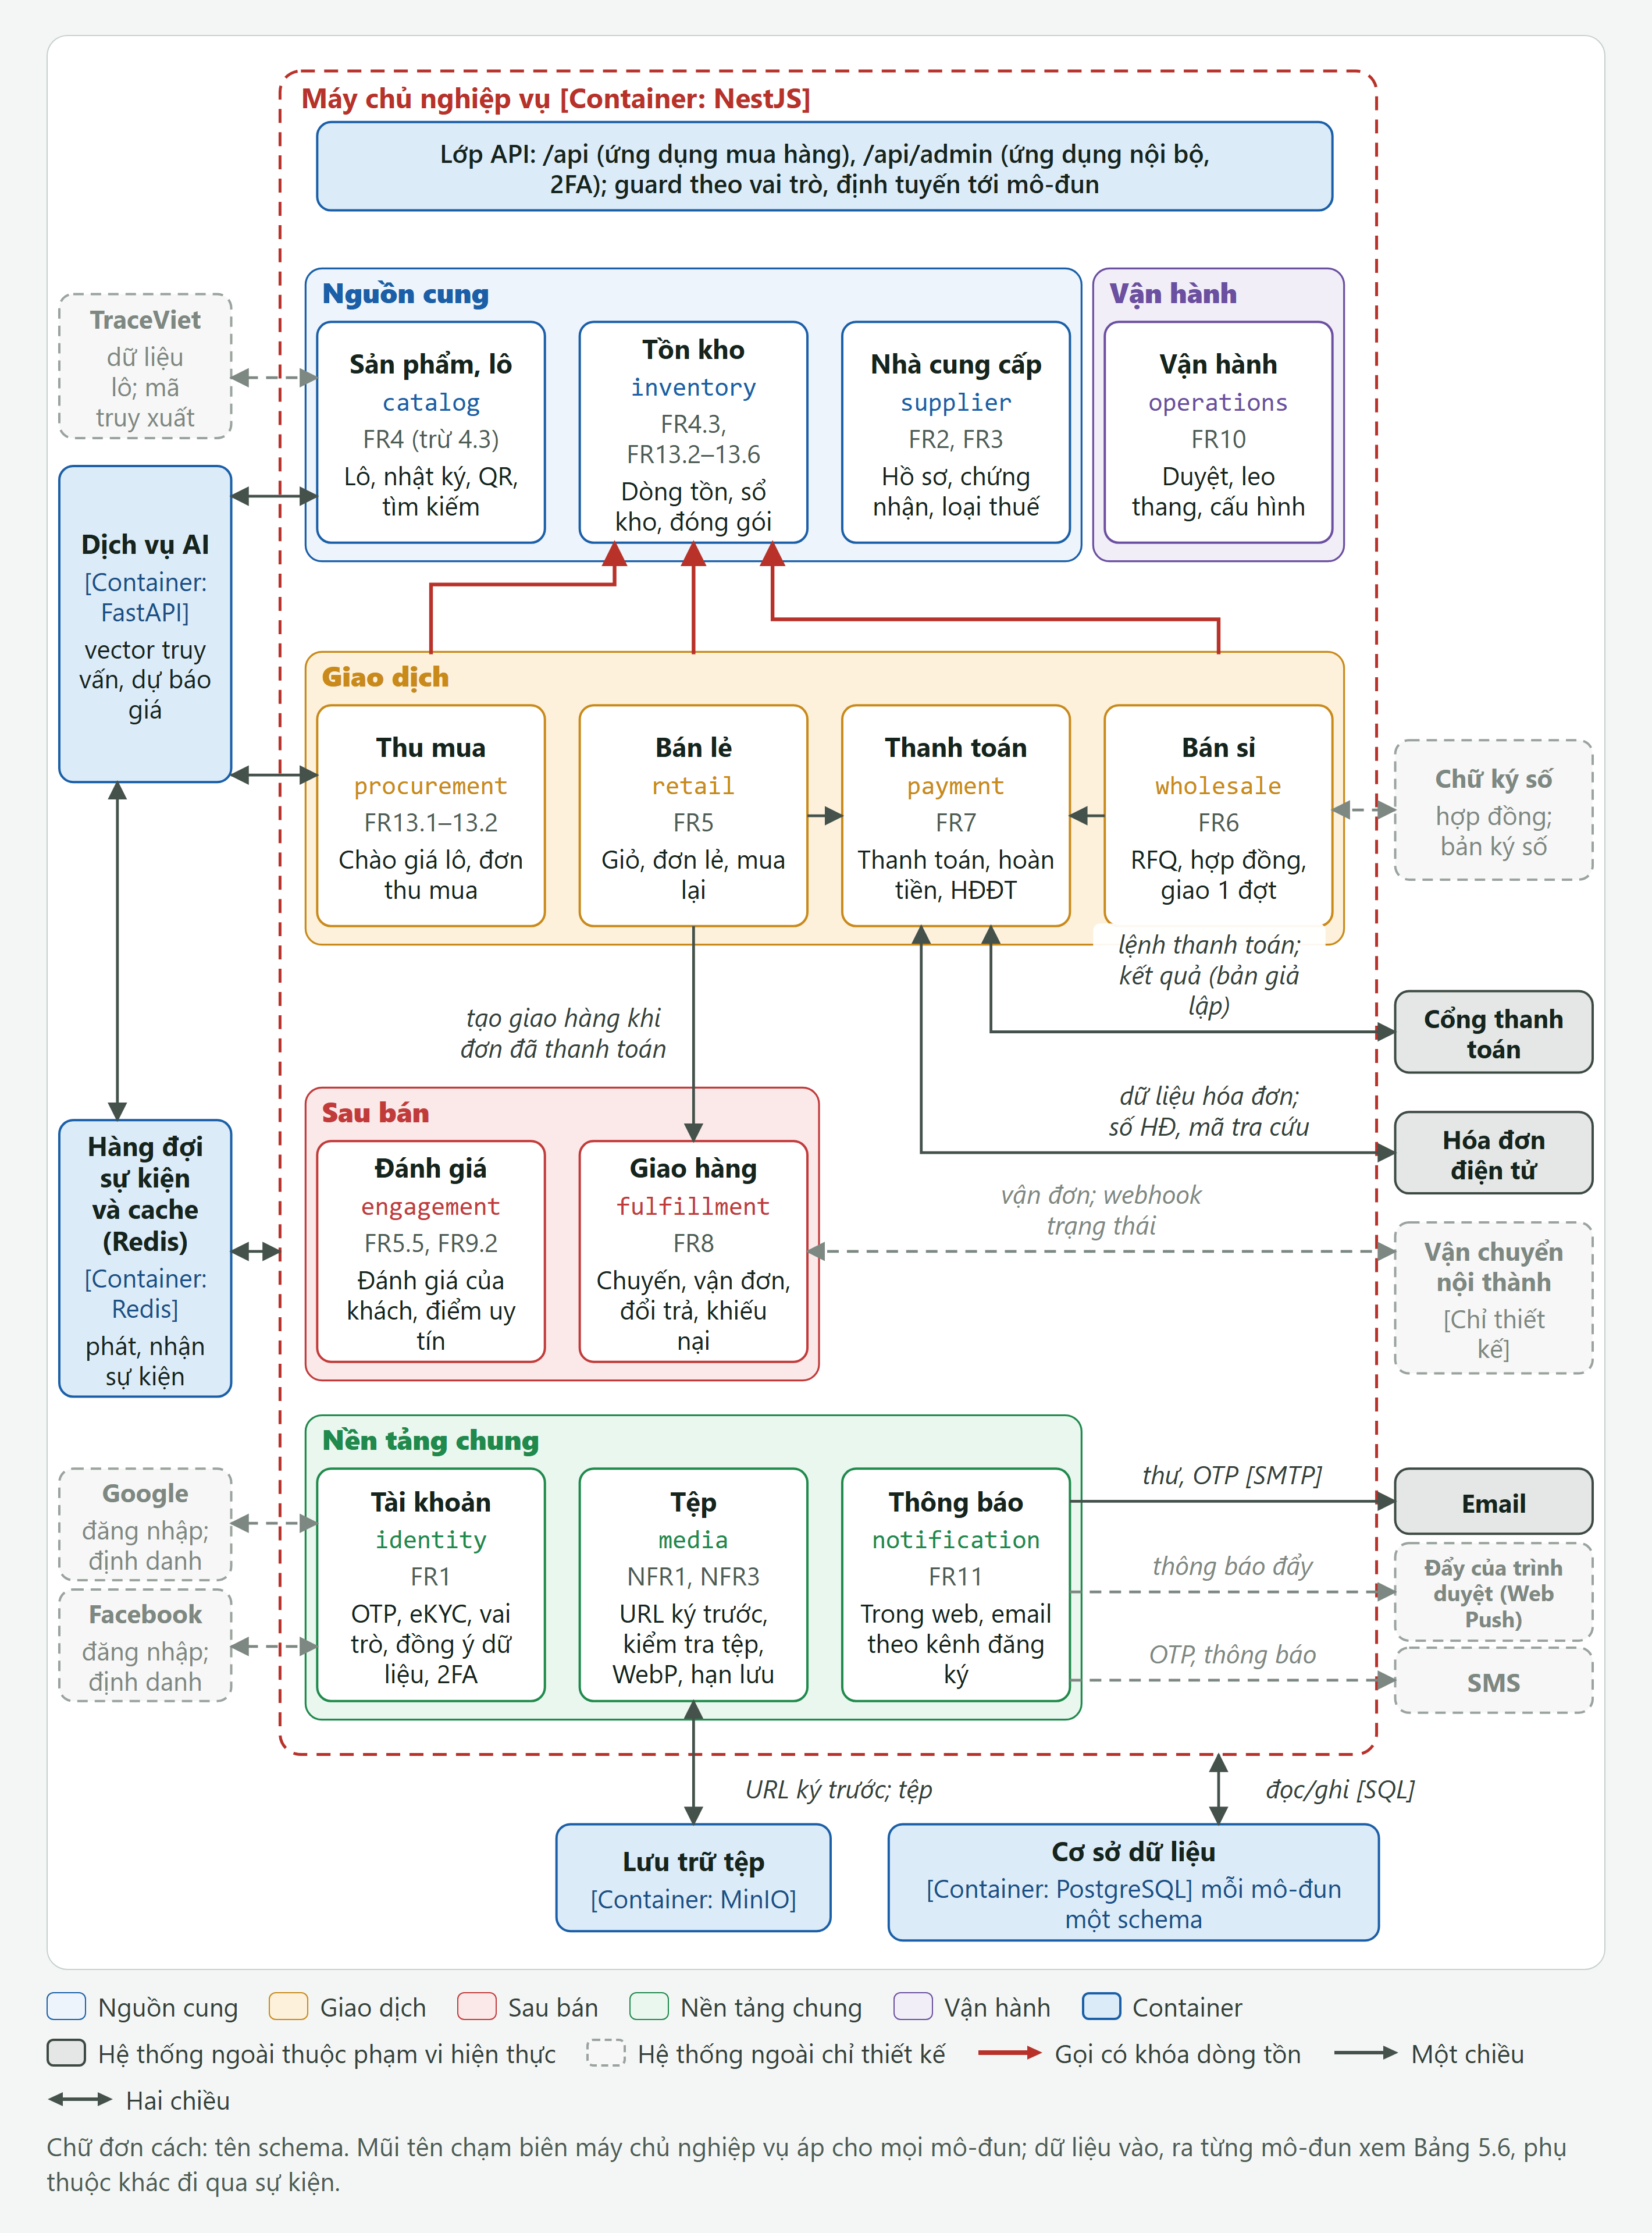 Máy chủ nghiệp vụ [Container: NestJS]
Lớp API: /api (ứng dụng mua hàng), /api/admin (ứng dụng nội bộ,
2FA); guard theo vai trò, định tuyến tới mô-đun
TraceViet
dữ liệu
lô; mã
truy xuất
Dịch vụ AI
[Container:
FastAPI]
vector truy
vấn, dự báo
giá
Hàng đợi
sự kiện
và cache
(Redis)
[Container:
Redis]
phát, nhận
sự kiện
Google
đăng nhập;
định danh
Facebook
đăng nhập;
định danh
Nguồn cung
Sản phẩm, lô
catalog
FR4 (trừ 4.3)
Lô, nhật ký, QR,
tìm kiếm
Tồn kho
inventory
FR4.3,
FR13.2–13.6
Dòng tồn, sổ
kho, đóng gói
Nhà cung cấp
supplier
FR2, FR3
Hồ sơ, chứng
nhận, loại thuế
Vận hành
Vận hành
operations
FR10
Duyệt, leo
thang, cấu hình
Giao dịch
Thu mua
procurement
FR13.1–13.2
Chào giá lô, đơn
thu mua
Bán lẻ
retail
FR5
Giỏ, đơn lẻ, mua
lại
Thanh toán
payment
FR7
Thanh toán, hoàn
tiền, HĐĐT
Bán sỉ
wholesale
FR6
RFQ, hợp đồng,
giao 1 đợt
Chữ ký số
hợp đồng;
bản ký số
lệnh thanh toán;
kết quả (bản giả
lập)
Cổng thanh
toán
tạo giao hàng khi
đơn đã thanh toán
dữ liệu hóa đơn;
số HĐ, mã tra cứu
Hóa đơn
điện tử
Sau bán
Đánh giá
engagement
FR5.5, FR9.2
Đánh giá của
khách, điểm uy
tín
Giao hàng
fulfillment
FR8
Chuyến, vận đơn,
đổi trả, khiếu
nại
vận đơn; webhook
trạng thái
Vận chuyển
nội thành
[Chỉ thiết
kế]
Nền tảng chung
Tài khoản
identity
FR1
OTP, eKYC, vai
trò, đồng ý dữ
liệu, 2FA
Tệp
media
NFR1, NFR3
URL ký trước,
kiểm tra tệp,
WebP, hạn lưu
Thông báo
notification
FR11
Trong web, email
theo kênh đăng
ký
thư, OTP [SMTP]
Email
thông báo đẩy
Đẩy của trình
duyệt (Web
Push)
OTP, thông báo
SMS
URL ký trước; tệp
đọc/ghi [SQL]
Lưu trữ tệp
[Container: MinIO]
Cơ sở dữ liệu
[Container: PostgreSQL] mỗi mô-đun
một schema
Nguồn cung
Giao dịch
Sau bán
Nền tảng chung
Vận hành
Container
Hệ thống ngoài thuộc phạm vi hiện thực
Hệ thống ngoài chỉ thiết kế
Gọi có khóa dòng tồn
Một chiều
Hai chiều
Chữ đơn cách: tên schema. Mũi tên chạm biên máy chủ nghiệp vụ áp cho mọi mô-đun; dữ liệu vào, ra từng mô-đun xem Bảng 5.6, phụ
thuộc khác đi qua sự kiện.